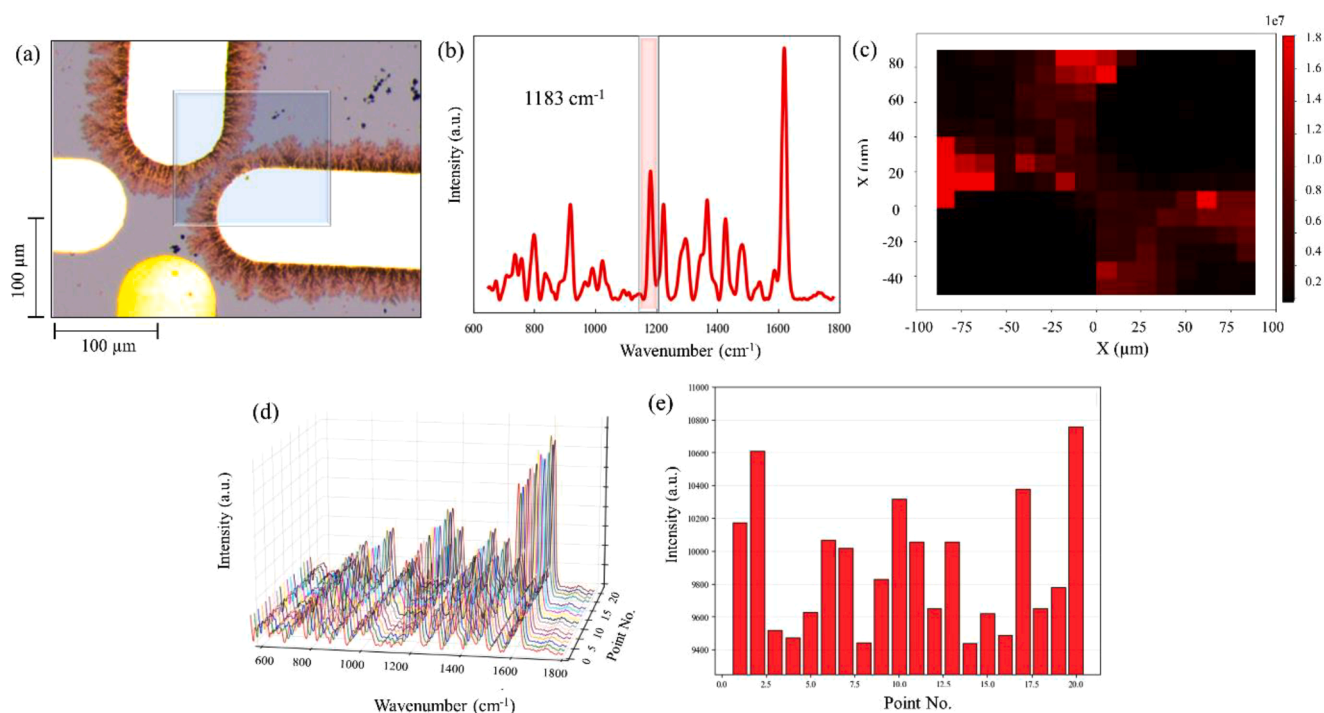 (a)
100 µm
100 µm
(b)
1183 cm⁻¹
Intensity (a.u.)
600 800 1000 1200 1400 1600 1800
Wavenumber (cm⁻¹)
(c)
1e7
80
60
40
20
0
-20
-40
X (µm)
-100 -75 -50 -25 0 25 50 75 100
X (µm)
1.8
1.6
1.4
1.2
1.0
0.8
0.6
0.4
0.2
(d)
Intensity (a.u.)
600 800 1000 1200 1400 1600 1800
Wavenumber (cm⁻¹)
0 5 10 15 20
Point No.
(e)
11000
10800
10600
10400
10200
10000
9800
9600
9400
Intensity (a.u.)
0.0 2.5 5.0 7.5 10.0 12.5 15.0 17.5 20.0
Point No.